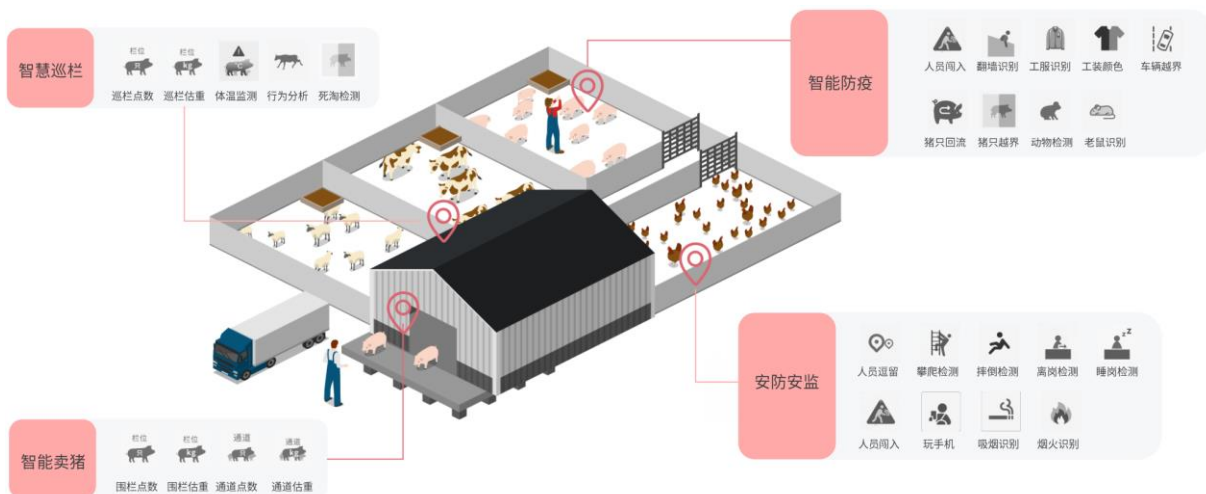 智慧巡栏
栏位
栏位
kg
巡栏点数
巡栏估重
体温监测
行为分析
死淘检测
智能防疫
人员闯入
翻墙识别
工服识别
工装颜色
车辆越界
猪只回流
猪只越界
动物检测
老鼠识别
安防安监
人员逗留
攀爬检测
摔倒检测
离岗检测
睡岗检测
人员闯入
玩手机
吸烟识别
烟火识别
智能卖猪
栏位
栏位
通道
通道
kg
kg
围栏点数
围栏估重
通道点数
通道估重